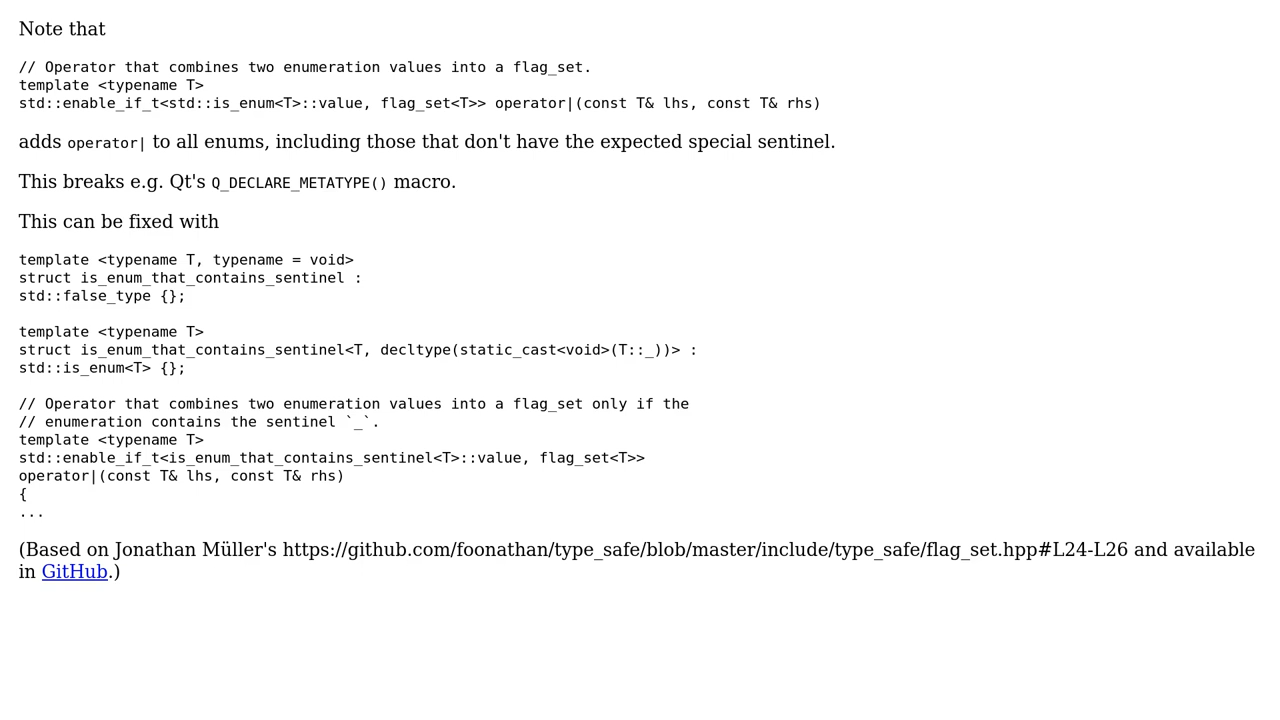 Note that
// Operator that combines two enumeration values into a flag_set.
template <typename T>
std::enable_if_t<std::is_enum<T>::value, flag_set<T>> operator|(const T& lhs, const T& rhs)
adds operator| to all enums, including those that don't have the expected special sentinel.
This breaks e.g. Qt's Q_DECLARE_METATYPE() macro.
This can be fixed with
template <typename T, typename = void>
struct is_enum_that_contains_sentinel :
std::false_type {};
template <typename T>
struct is_enum_that_contains_sentinel<T, decltype(static_cast<void>(T::_))> :
std::is_enum<T> {};
// Operator that combines two enumeration values into a flag_set only if the
// enumeration contains the sentinel `_`.
template <typename T>
std::enable_if_t<is_enum_that_contains_sentinel<T>::value, flag_set<T>>
operator|(const T& lhs, const T& rhs)
{
...
(Based on Jonathan Müller's https://github.com/foonathan/type_safe/blob/master/include/type_safe/flag_set.hpp#L24-L26 and available
in GitHub.)